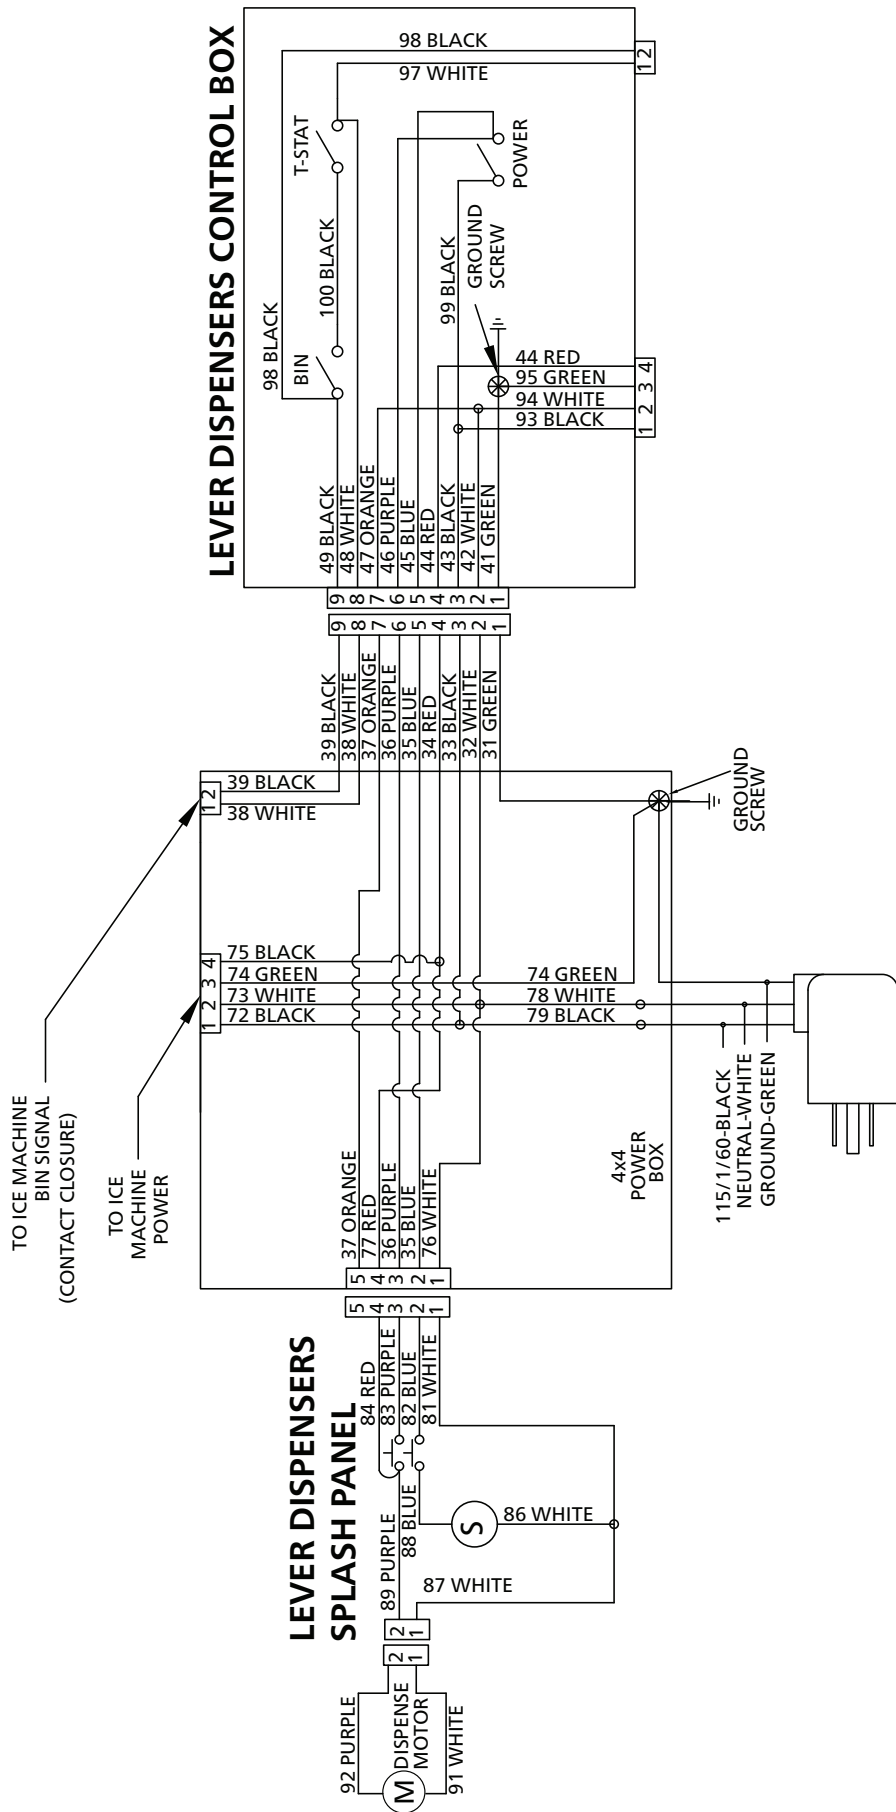 LEVER DISPENSERS CONTROL BOX
98 BLACK
97 WHITE
1 2
T-STAT
100 BLACK
BIN
98 BLACK
POWER
99 BLACK
GROUND
SCREW
44 RED
95 GREEN
94 WHITE
93 BLACK
1 2 3 4
49 BLACK
48 WHITE
47 ORANGE
46 PURPLE
45 BLUE
44 RED
43 BLACK
42 WHITE
41 GREEN
9 8 7 6 5 4 3 2 1
9 8 7 6 5 4 3 2 1
39 BLACK
38 WHITE
37 ORANGE
36 PURPLE
35 BLUE
34 RED
33 BLACK
32 WHITE
31 GREEN
TO ICE MACHINE
BIN SIGNAL
(CONTACT CLOSURE)
1 2
39 BLACK
38 WHITE
TO ICE
MACHINE
POWER
1 2 3 4
75 BLACK
74 GREEN
73 WHITE
72 BLACK
74 GREEN
78 WHITE
79 BLACK
GROUND
SCREW
4x4
POWER
BOX
115/1/60-BLACK
NEUTRAL-WHITE
GROUND-GREEN
37 ORANGE
77 RED
36 PURPLE
35 BLUE
76 WHITE
5 4 3 2 1
5 4 3 2 1
LEVER DISPENSERS
SPLASH PANEL
84 RED
83 PURPLE
82 BLUE
81 WHITE
89 PURPLE
88 BLUE
S
86 WHITE
87 WHITE
2 1
2 1
92 PURPLE
M
DISPENSE
MOTOR
91 WHITE